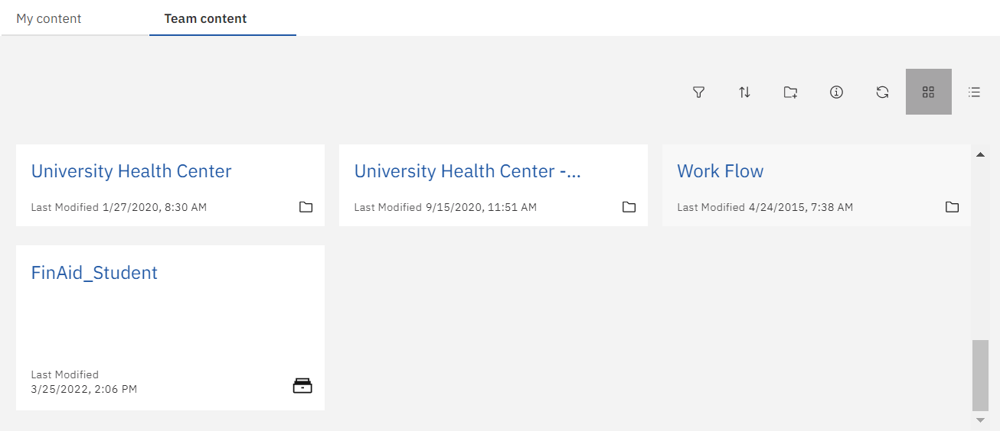 My content
Team content
University Health Center
University Health Center -...
Work Flow
Last Modified 1/27/2020, 8:30 AM
Last Modified 9/15/2020, 11:51 AM
Last Modified 4/24/2015, 7:38 AM
FinAid_Student
Last Modified
3/25/2022, 2:06 PM